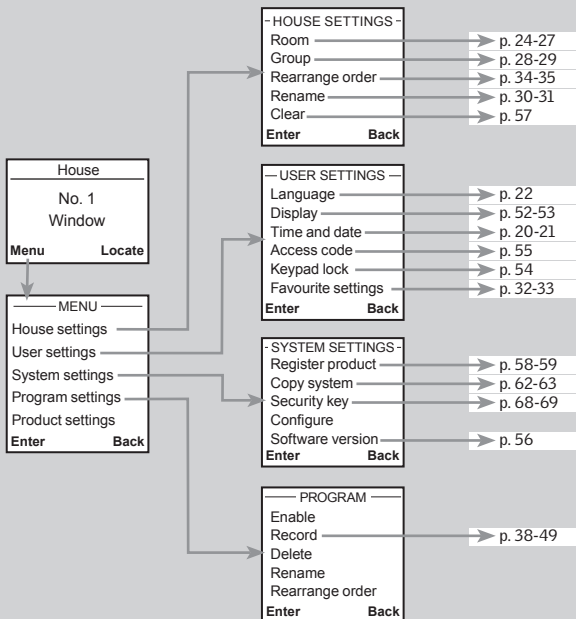 House
No. 1
Window
Menu Locate
MENU
House settings
User settings
System settings
Program settings
Product settings
Enter Back
HOUSE SETTINGS
Room p. 24-27
Group p. 28-29
Rearrange order p. 34-35
Rename p. 30-31
Clear p. 57
Enter Back
USER SETTINGS
Language p. 22
Display p. 52-53
Time and date p. 20-21
Access code p. 55
Keypad lock p. 54
Favourite settings p. 32-33
Enter Back
SYSTEM SETTINGS
Register product p. 58-59
Copy system p. 62-63
Security key p. 68-69
Configure
Software version p. 56
Enter Back
PROGRAM
Enable
Record p. 38-49
Delete
Rename
Rearrange order
Enter Back